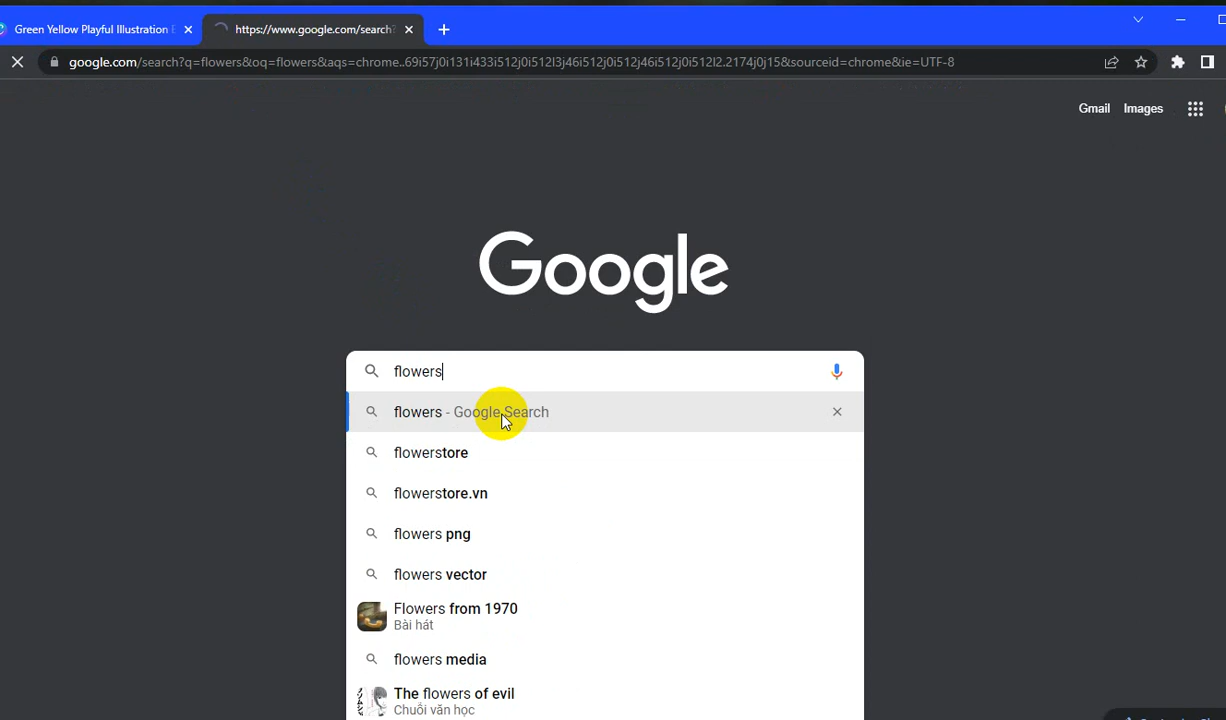 Green Yellow Playful Illustration
https://www.google.com/search?
google.com/search?q=flowers&oq=flowers&aqs=chrome..69i57j0i131i433i512j0i512l3j46i512j0i512j46i512j0i512l2.2174j0j15&sourceid=chrome&ie=UTF-8
Gmail Images
Google
flowers
flowers - Google Search
flowerstore
flowerstore.vn
flowers png
flowers vector
Flowers from 1970
Bài hát
flowers media
The flowers of evil
Chuỗi văn học